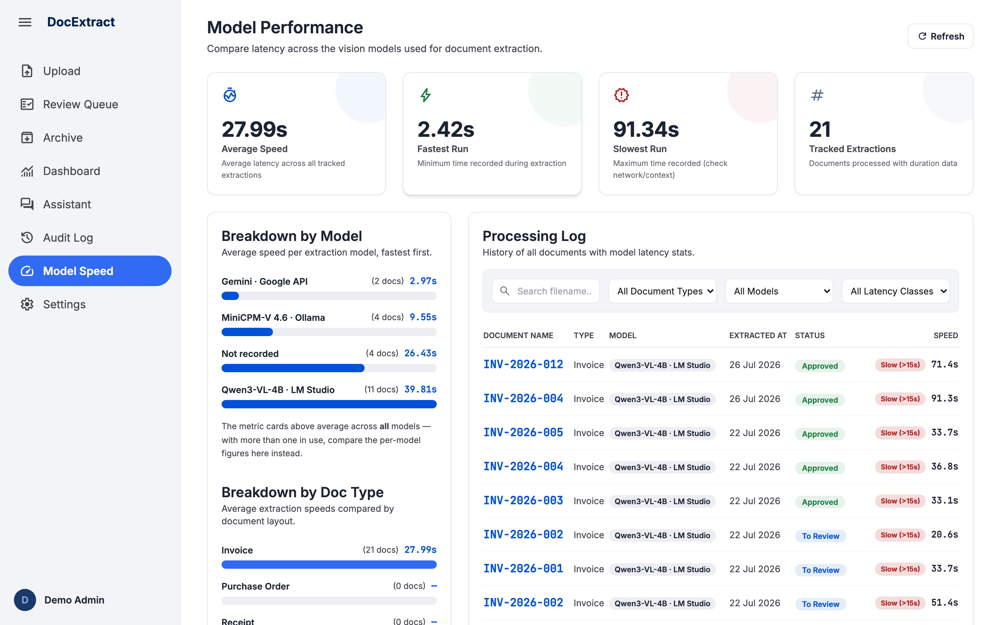 DocExtract
Upload
Review Queue
Archive
Dashboard
Assistant
Audit Log
Model Speed
Settings
D
Demo Admin
Model Performance
Compare latency across the vision models used for document extraction.
Refresh
27.99s
Average Speed
Average latency across all tracked
extractions
2.42s
Fastest Run
Minimum time recorded during extraction
91.34s
Slowest Run
Maximum time recorded (check
network/context)
#
21
Tracked Extractions
Documents processed with duration data
Breakdown by Model
Average speed per extraction model, fastest first.
Gemini · Google API (2 docs) 2.97s
MiniCPM-V 4.6 · Ollama (4 docs) 9.55s
Not recorded (4 docs) 26.43s
Qwen3-VL-4B · LM Studio (11 docs) 39.81s
The metric cards above average across all models —
with more than one in use, compare the per-model
figures here instead.
Breakdown by Doc Type
Average extraction speeds compared by
document layout.
Invoice (21 docs) 27.99s
Purchase Order (0 docs) –
Receipt (0 docs) –
Processing Log
History of all documents with model latency stats.
Search filename.. All Document Types All Models All Latency Classes
DOCUMENT NAME TYPE MODEL EXTRACTED AT STATUS SPEED
INV-2026-012 Invoice Qwen3-VL-4B · LM Studio 26 Jul 2026 Approved Slow (>15s) 71.4s
INV-2026-004 Invoice Qwen3-VL-4B · LM Studio 26 Jul 2026 Approved Slow (>15s) 91.3s
INV-2026-005 Invoice Qwen3-VL-4B · LM Studio 22 Jul 2026 Approved Slow (>15s) 33.7s
INV-2026-004 Invoice Qwen3-VL-4B · LM Studio 22 Jul 2026 Approved Slow (>15s) 36.8s
INV-2026-003 Invoice Qwen3-VL-4B · LM Studio 22 Jul 2026 Approved Slow (>15s) 33.1s
INV-2026-002 Invoice Qwen3-VL-4B · LM Studio 22 Jul 2026 To Review Slow (>15s) 20.6s
INV-2026-001 Invoice Qwen3-VL-4B · LM Studio 22 Jul 2026 To Review Slow (>15s) 33.7s
INV-2026-002 Invoice Qwen3-VL-4B · LM Studio 22 Jul 2026 To Review Slow (>15s) 51.4s